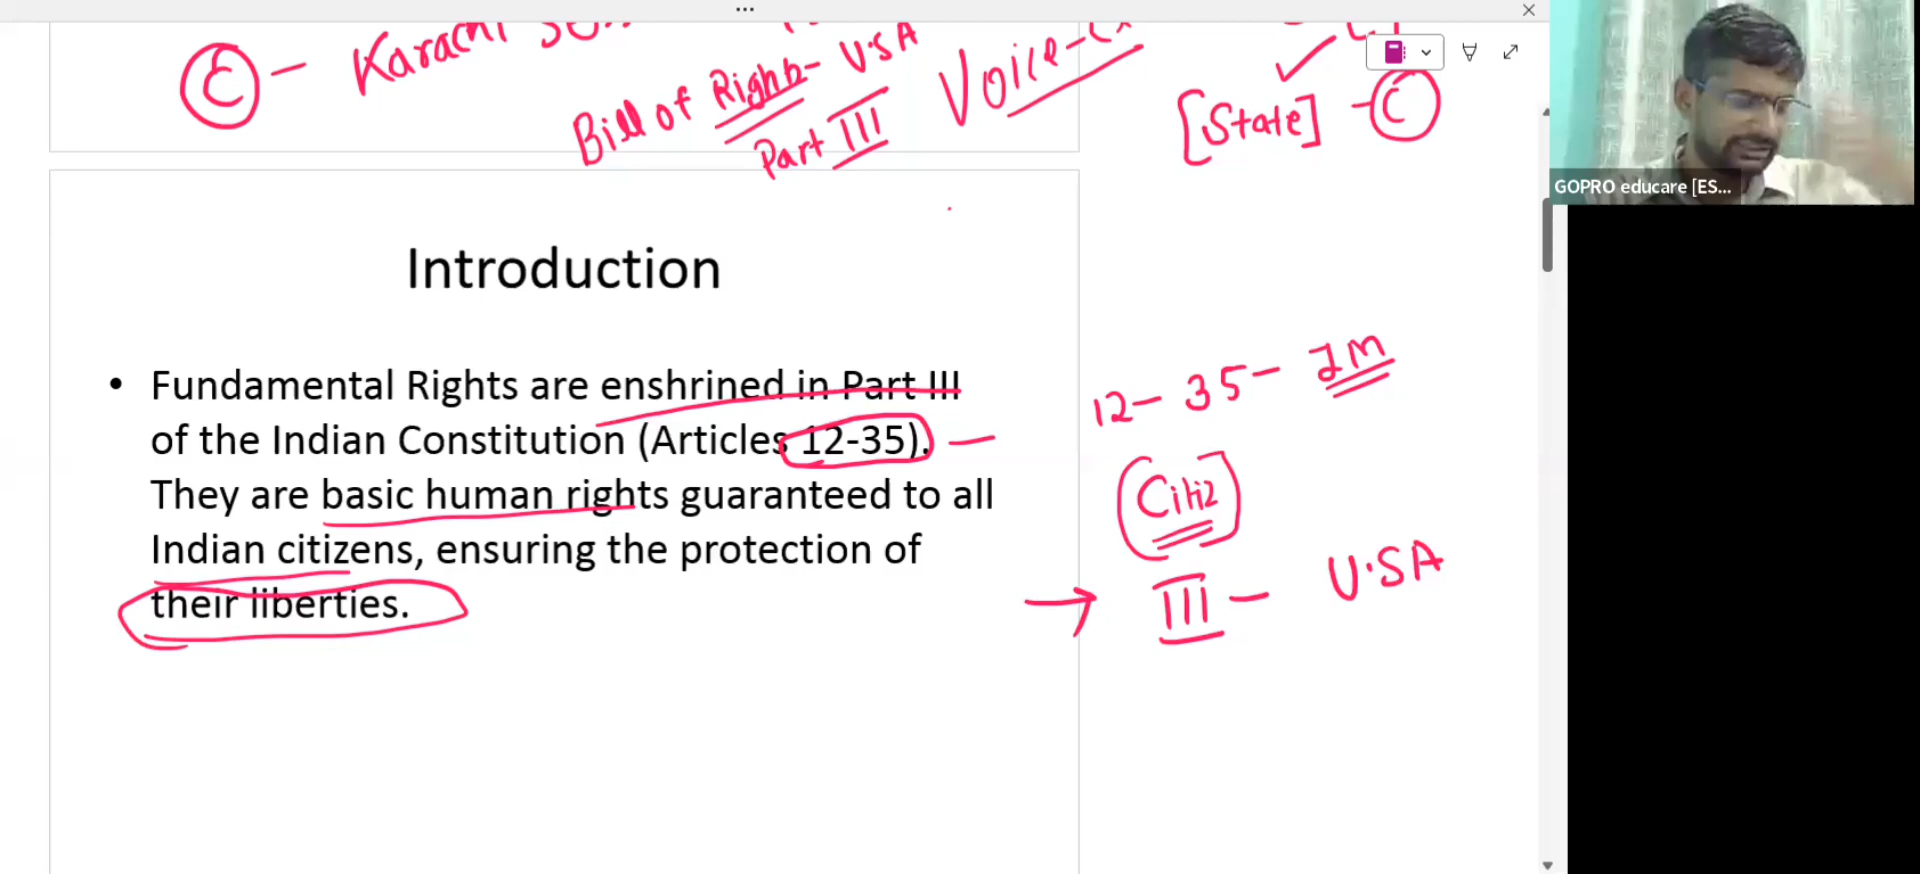 ...
© - Karachi
Bill of Rights - U.S.A
Part III
Voice
[State] - ©
GOPRO educare [ES...
Introduction
• Fundamental Rights are enshrined in Part III
of the Indian Constitution (Articles 12-35).
They are basic human rights guaranteed to all
Indian citizens, ensuring the protection of
their liberties.
12 - 35 - IM
(Citiz]
→ III - U.S.A